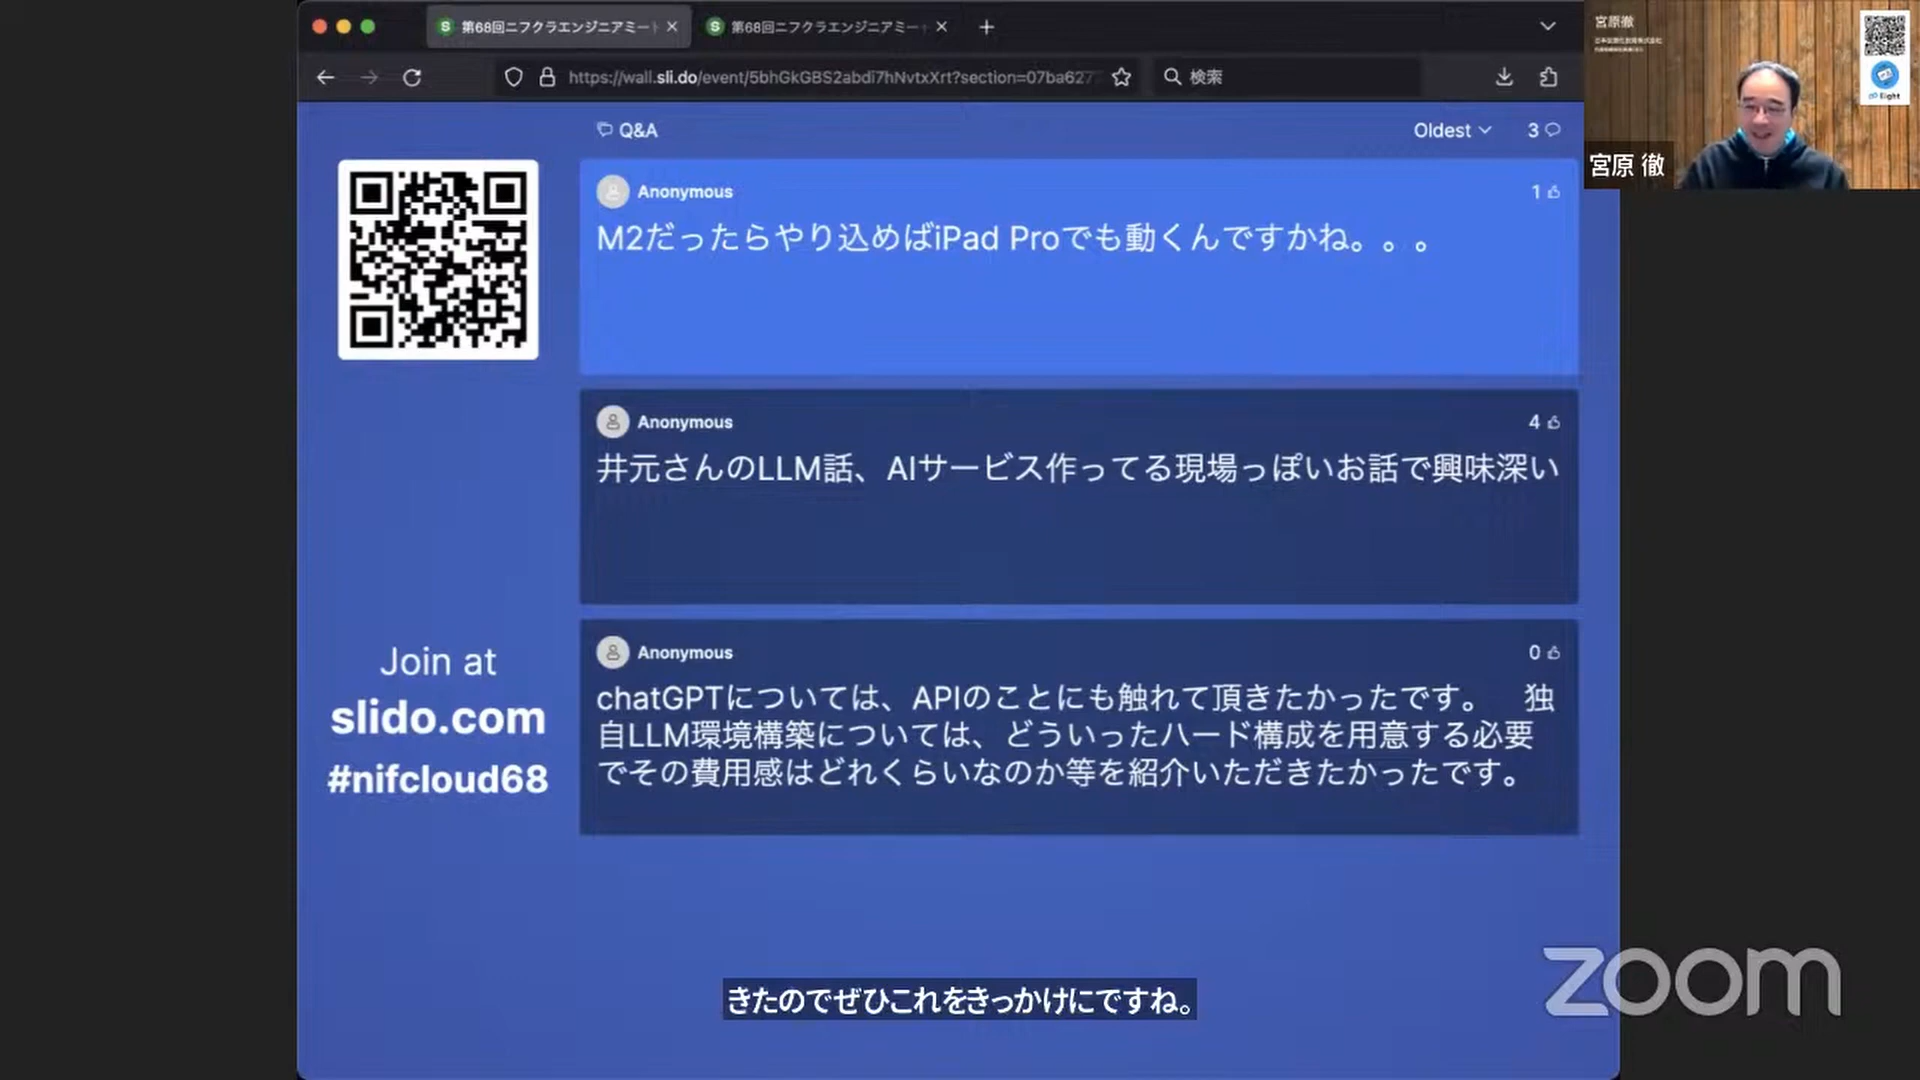 第68回ニフクラエンジニアミート
第68回ニフクラエンジニアミー
https://wall.sli.do/event/5bhGkGBS2abdi7hNvtxXrt?section=07ba627
検索
宮原徹
Eight
宮原 徹
Q&A
Oldest
3
Anonymous
1
M2だったらやり込めばiPad Proでも動くんですかね。。。
Anonymous
4
井元さんのLLM話、AIサービス作ってる現場っぽいお話で興味深い
Anonymous
0
chatGPTについては、APIのことにも触れて頂きたかったです。　独
自LLM環境構築については、どういったハード構成を用意する必要
でその費用感はどれくらいなのか等を紹介いただきたかったです。
Join at
slido.com
#nifcloud68
きたのでぜひこれをきっかけにですね。
zoom